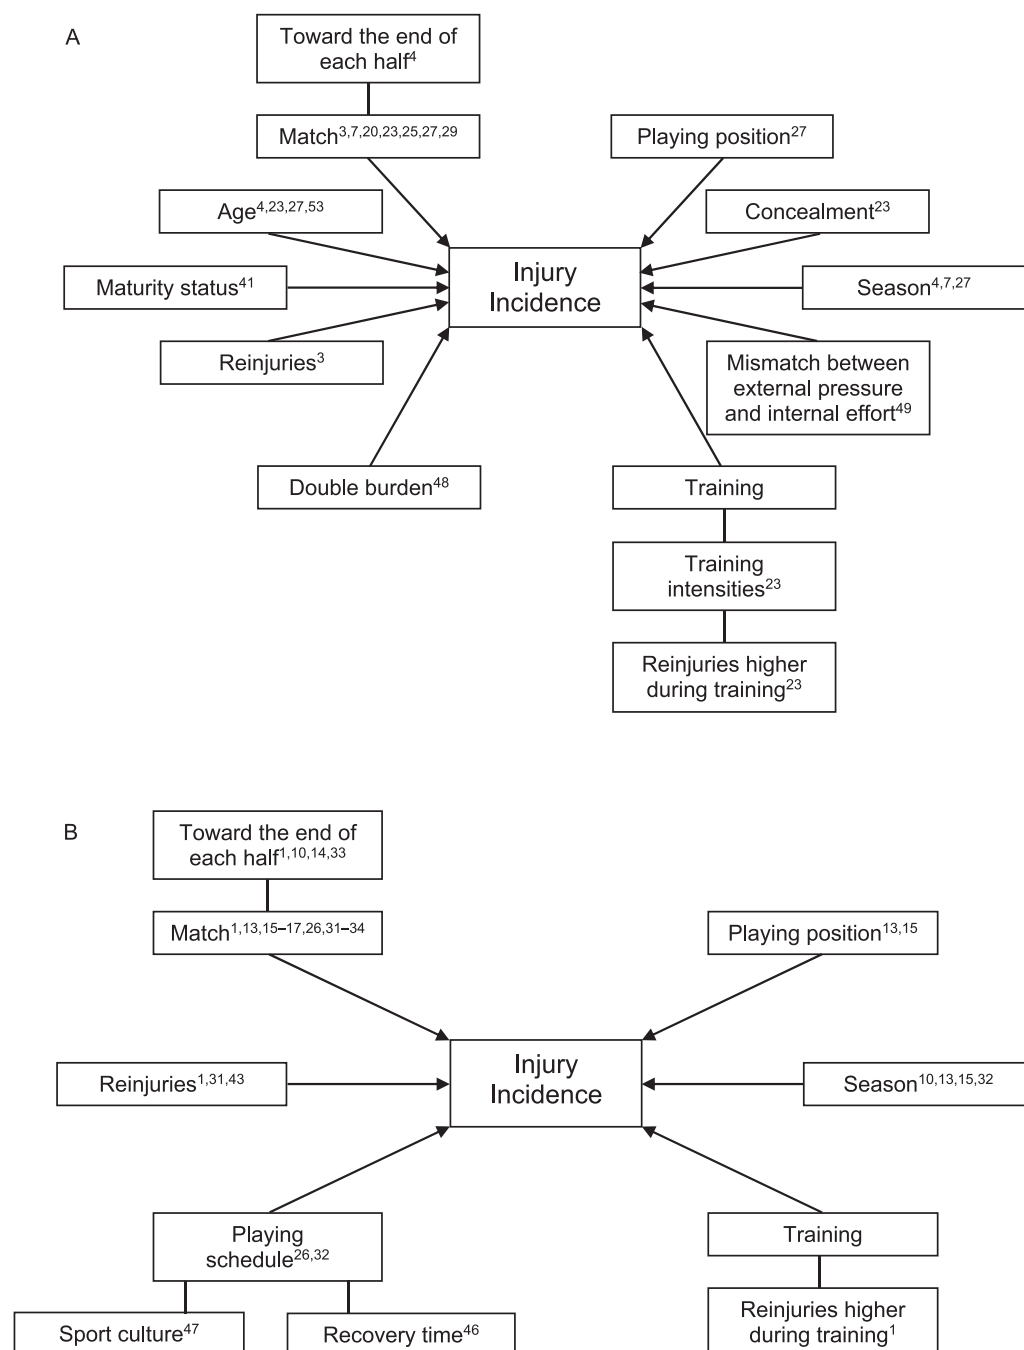 A
Toward the end of
each half4
Match3,7,20,23,25,27,29
Playing position27
Age4,23,27,53
Concealment23
Injury
Incidence
Maturity status41
Season4,7,27
Reinjuries3
Mismatch between
external pressure
and internal effort49
Double burden48
Training
Training
intensities23
Reinjuries higher
during training23
B
Toward the end of
each half1,10,14,33
Match1,13,15–17,26,31–34
Playing position13,15
Injury
Incidence
Reinjuries1,31,43
Season10,13,15,32
Playing
schedule26,32
Training
Sport culture47
Recovery time46
Reinjuries higher
during training1